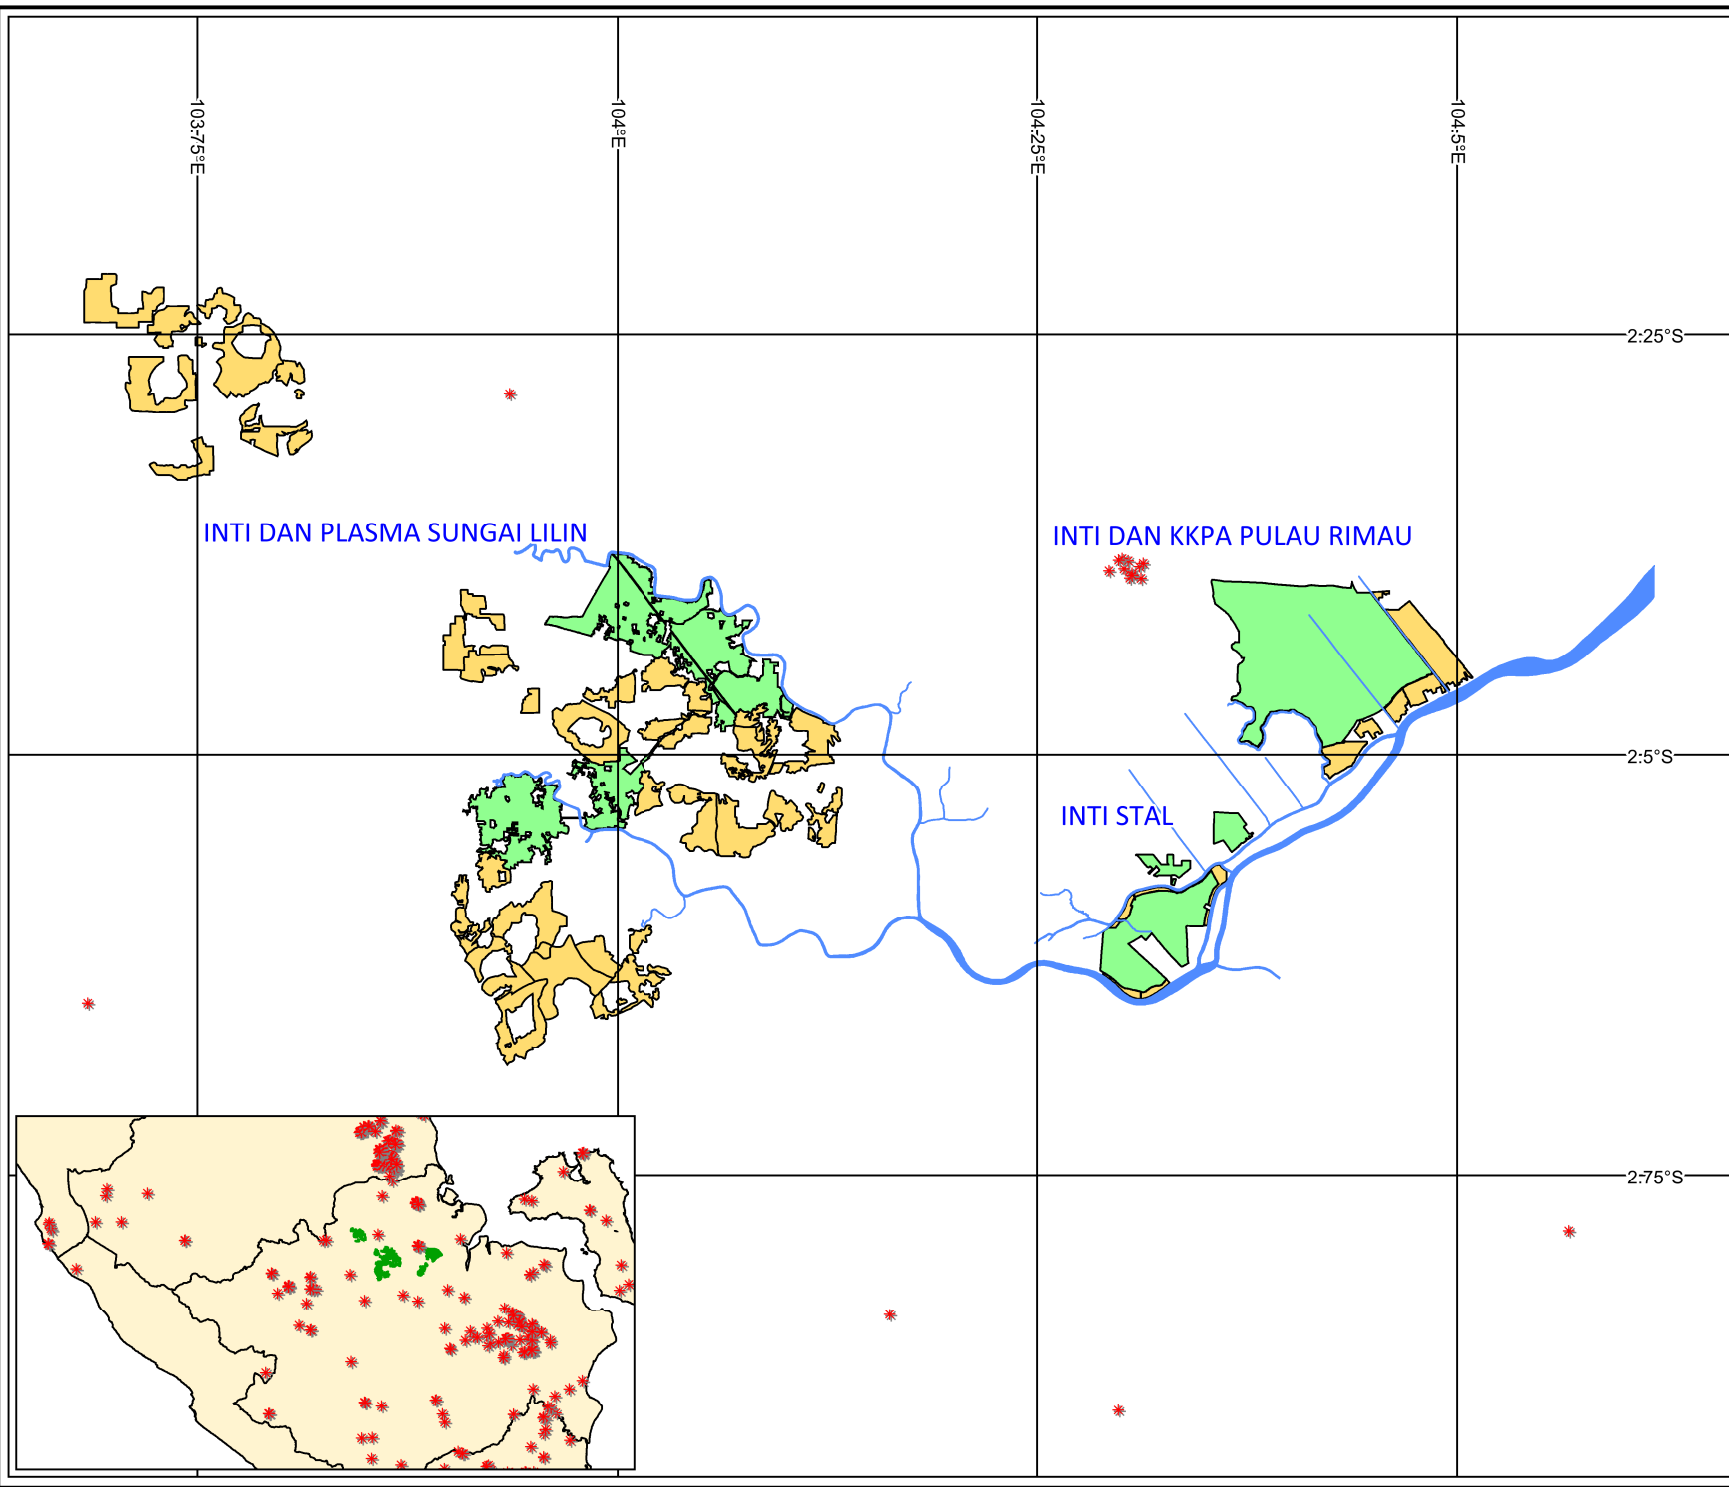 103.75°E
104°E
104.25°E
104.5°E
2.25°S
INTI DAN PLASMA SUNGAI LILIN
INTI DAN KKPA PULAU RIMAU
2.5°S
INTI STAL
2.75°S